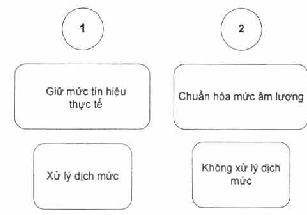 1
2
Giữ mức tín hiệu
thực tế
Chuẩn hóa mức âm lượng
Xử lý dịch mức
Không xử lý dịch
mức